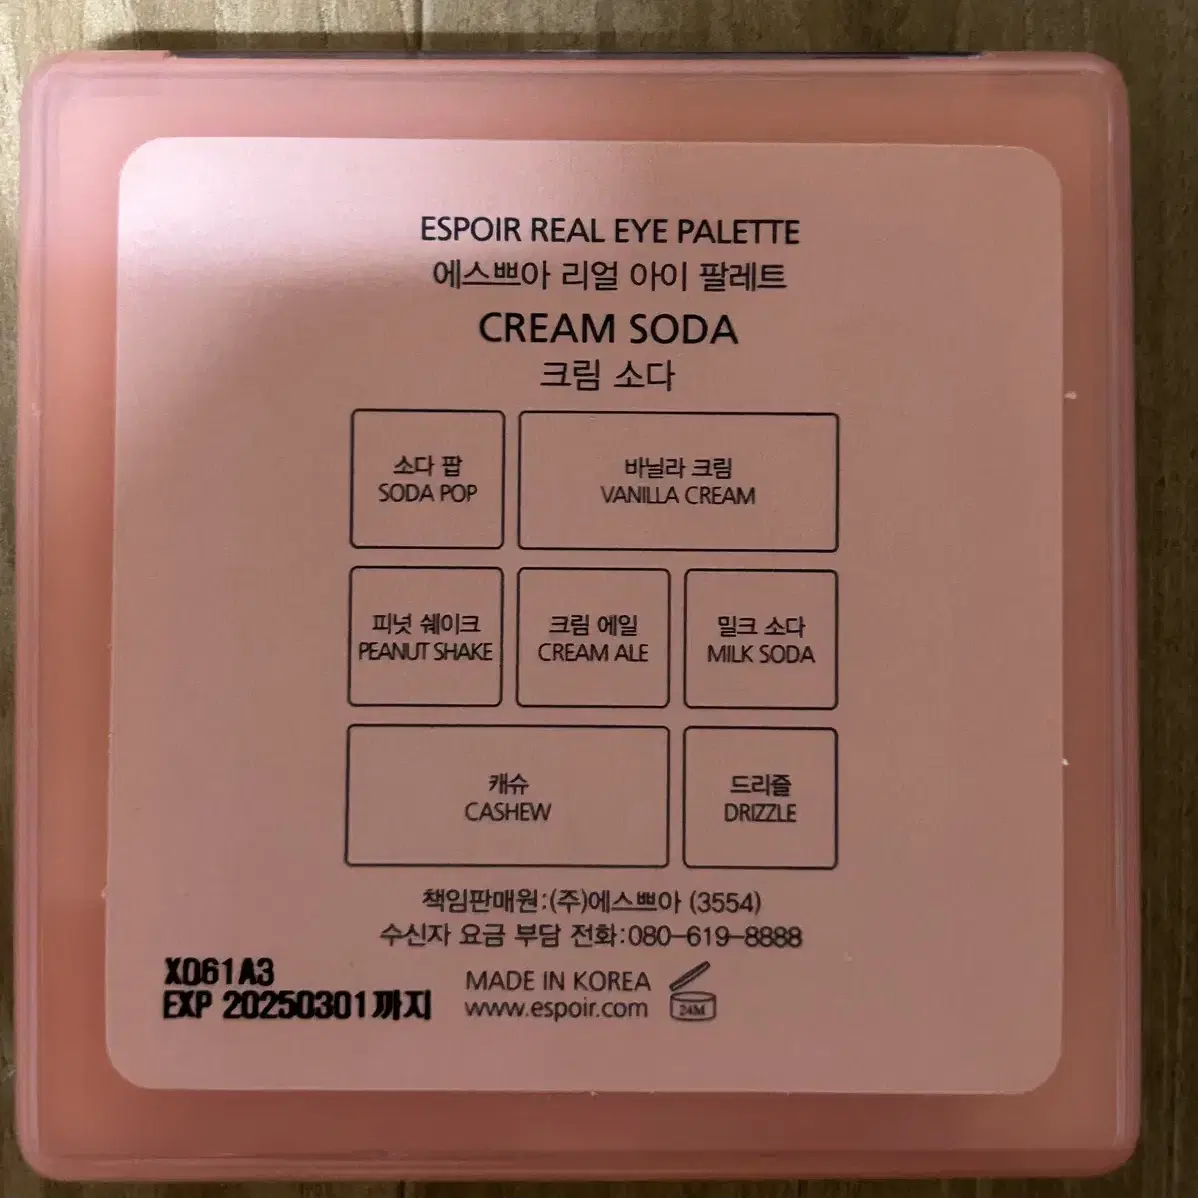 ESPOIR REAL EYE PALETTE
에스쁘아 리얼 아이 팔레트
CREAM SODA
크림 소다
소다 팝
SODA POP
바닐라 크림
VANILLA CREAM
피넛 쉐이크
PEANUT SHAKE
크림 에일
CREAM ALE
밀크 소다
MILK SODA
캐슈
CASHEW
드리즐
DRIZZLE
책임판매원:(주)에스쁘아 (3554)
수신자 요금 부담 전화:080-619-8888
X061A3
EXP 20250301까지
MADE IN KOREA
www.espoir.com
24M